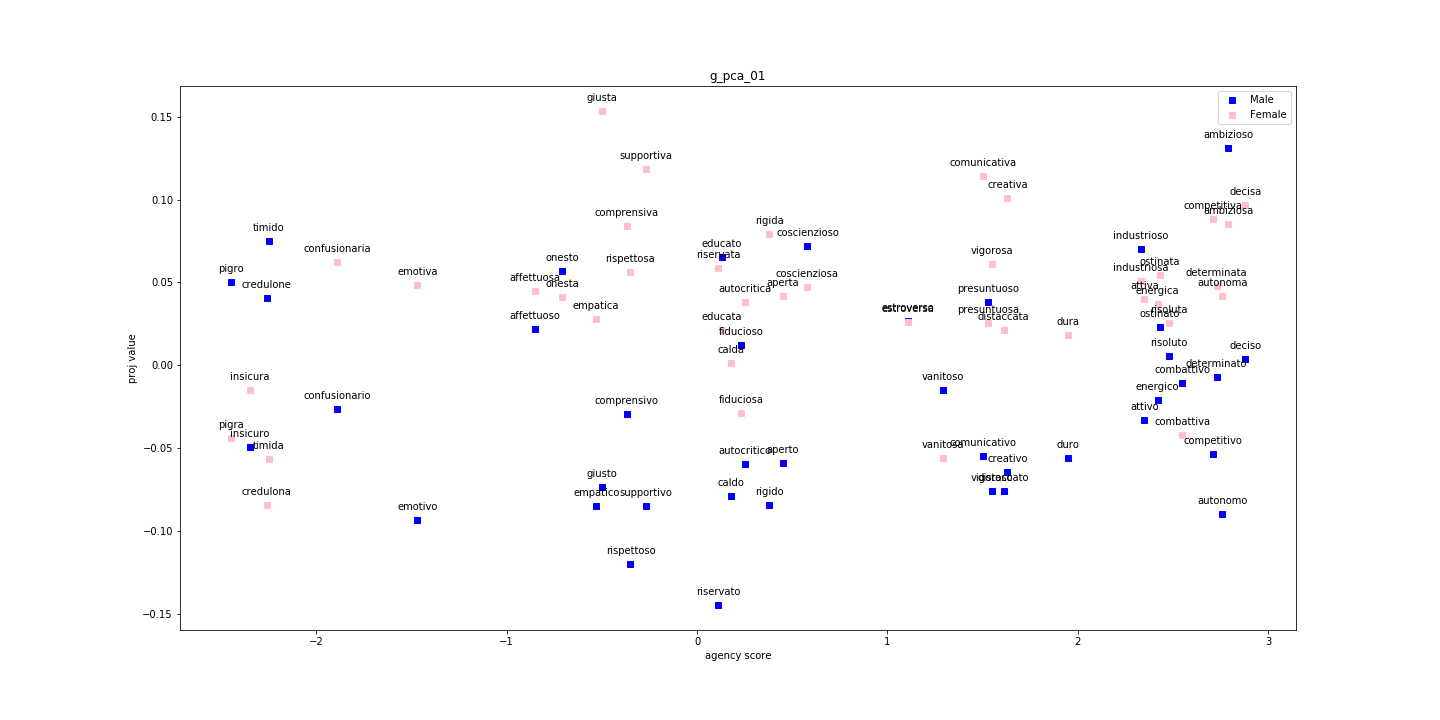 g_pca_01
Male
Female
giusta
ambizioso
supportiva
comunicativa
creativa
decisa
competitiva
ambiziosa
comprensiva
rigida
timido
coscienzioso
industrioso
confusionaria
educato
riservata
vigorosa
pigro
credulone
emotiva
onesto
rispettosa
affettuosa
onesta
aperta
coscienziosa
autocritica
ostinata
industriosa
determinata
attiva
autonoma
energica
presuntuoso
empatica
affettuoso
educata
estroverso
presuntuosa
distaccata
dura
risoluta
ostinato
fiducioso
calda
risoluto
deciso
determinato
combattivo
insicura
vanitoso
energico
confusionario
comprensivo
fiduciosa
attivo
combattiva
pigra
insicuro
timida
autocritico
aperto
vanitosa
comunicativo
creativo
duro
competitivo
giusto
caldo
rigido
vigoroso
distaccato
credulona
empatico
supportivo
emotivo
autonomo
rispettoso
riservato
0.15
0.10
0.05
0.00
−0.05
−0.10
−0.15
proj value
−2
−1
0
1
2
3
agency score